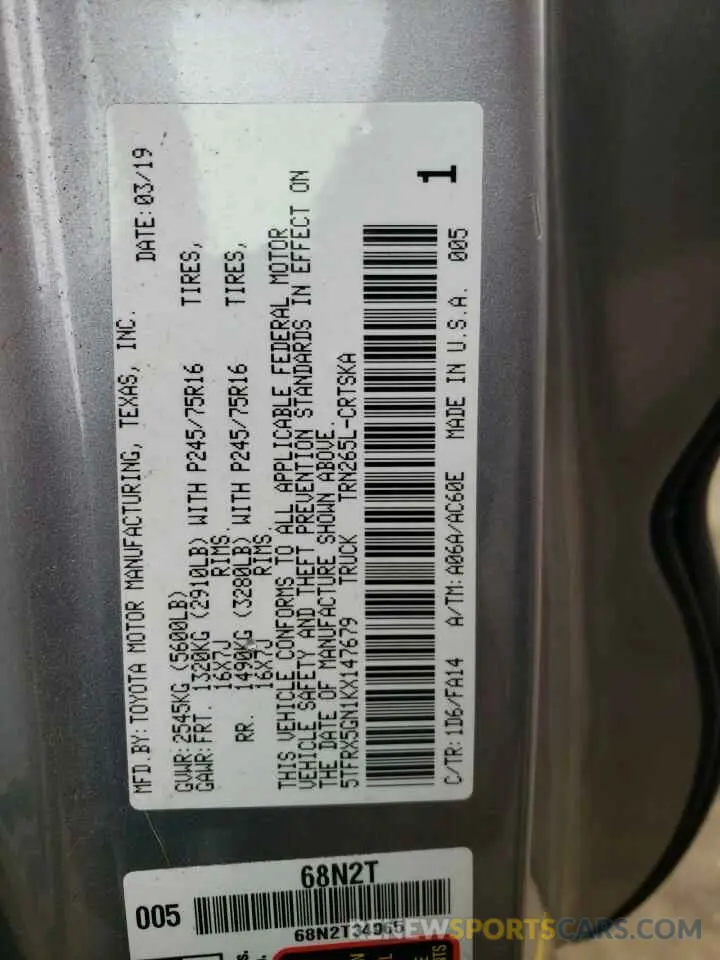 MFD.BY: TOYOTA MOTOR MANUFACTURING, TEXAS, INC.
DATE: 03/19
GVWR: 2545KG (5600LB)
GAWR: FRT. 1320KG (2910LB) WITH P245/75R16 TIRES,
16X7J RIMS.
RR. 1490KG (3280LB) WITH P245/75R16 TIRES,
16X7J RIMS.
THIS VEHICLE CONFORMS TO ALL APPLICABLE FEDERAL MOTOR
VEHICLE SAFETY AND THEFT PREVENTION STANDARDS IN EFFECT ON
THE DATE OF MANUFACTURE SHOWN ABOVE.
5TFRX5GN1KX147679 TRUCK TRN265L-CRTSKA
1
C/TR: 1D6/FA14 A/TM: A06A/AC60E MADE IN U.S.A. 005
68N2T
005
RENEWSPORTSCARS.COM